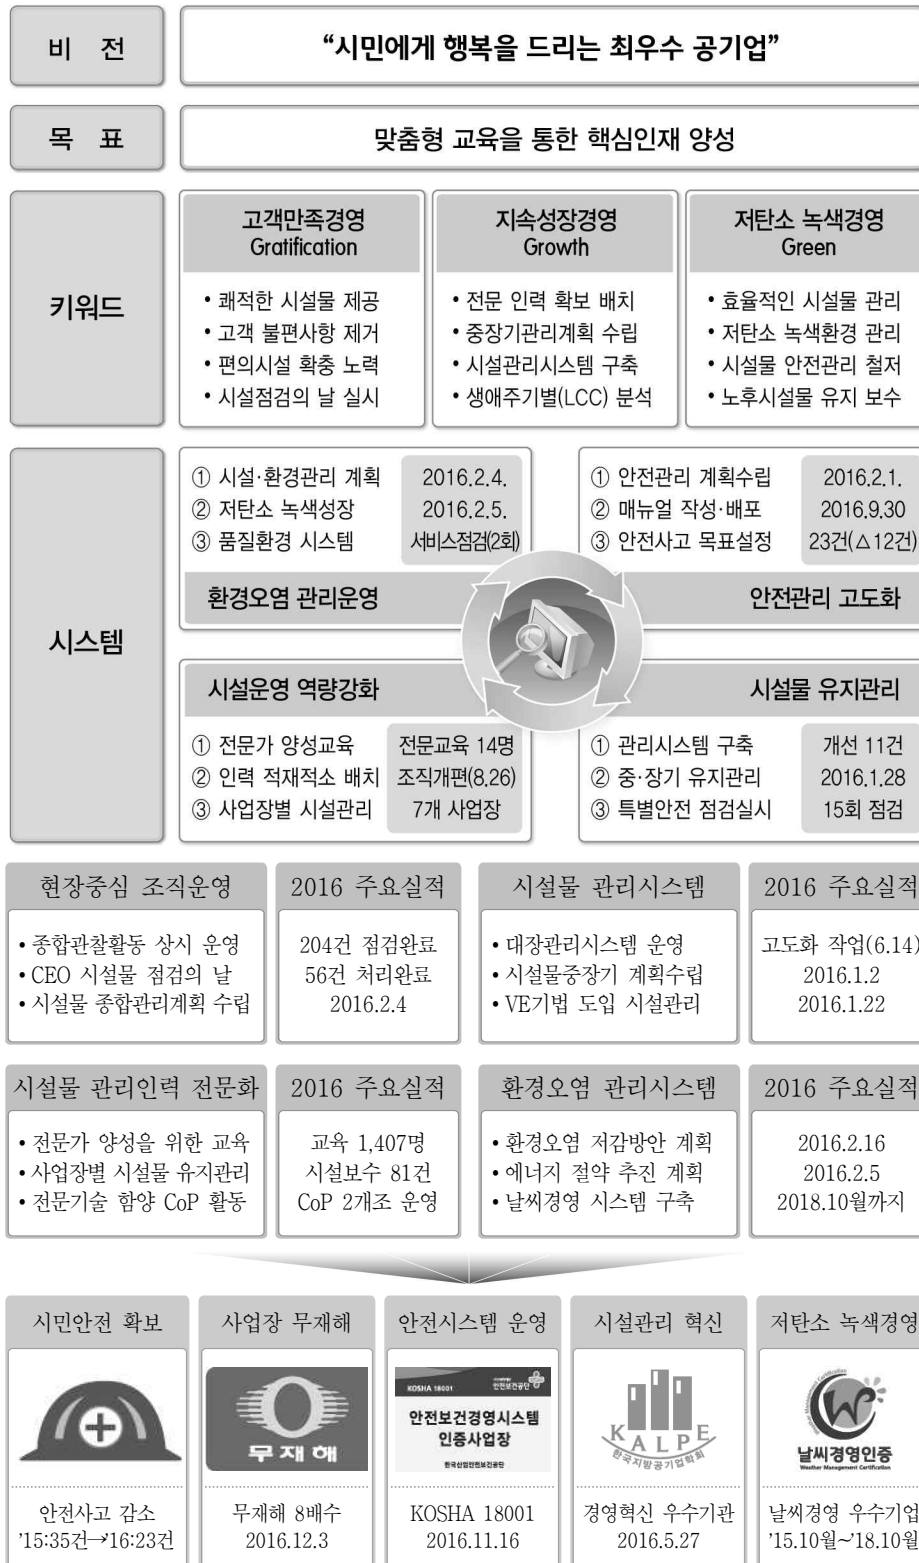 비 전
“시민에게 행복을 드리는 최우수 공기업”
목 표
맞춤형 교육을 통한 핵심인재 양성
키워드
고객만족경영
Gratification
• 쾌적한 시설물 제공
• 고객 불편사항 제거
• 편의시설 확충 노력
• 시설점검의 날 실시
지속성장경영
Growth
• 전문 인력 확보 배치
• 중장기관리계획 수립
• 시설관리시스템 구축
• 생애주기별(LCC) 분석
저탄소 녹색경영
Green
• 효율적인 시설물 관리
• 저탄소 녹색환경 관리
• 시설물 안전관리 철저
• 노후시설물 유지 보수
시스템
① 시설·환경관리 계획 2016.2.4.
② 저탄소 녹색성장 2016.2.5.
③ 품질환경 시스템 서비스점검(2회)
환경오염 관리운영
① 안전관리 계획수립 2016.2.1.
② 매뉴얼 작성·배포 2016.9.30
③ 안전사고 목표설정 23건(△12건)
안전관리 고도화
시설운영 역량강화
① 전문가 양성교육 전문교육 14명
② 인력 적재적소 배치 조직개편(8.26)
③ 사업장별 시설관리 7개 사업장
시설물 유지관리
① 관리시스템 구축 개선 11건
② 중·장기 유지관리 2016.1.28
③ 특별안전 점검실시 15회 점검
현장중심 조직운영 2016 주요실적
• 종합관찰활동 상시 운영 204건 점검완료
• CEO 시설물 점검의 날 56건 처리완료
• 시설물 종합관리계획 수립 2016.2.4
시설물 관리시스템 2016 주요실적
• 대장관리시스템 운영 고도화 작업(6.14)
• 시설물중장기 계획수립 2016.1.2
• VE기법 도입 시설관리 2016.1.22
시설물 관리인력 전문화 2016 주요실적
• 전문가 양성을 위한 교육 교육 1,407명
• 사업장별 시설물 유지관리 시설보수 81건
• 전문기술 함양 CoP 활동 CoP 2개조 운영
환경오염 관리시스템 2016 주요실적
• 환경오염 저감방안 계획 2016.2.16
• 에너지 절약 추진 계획 2016.2.5
• 날씨경영 시스템 구축 2018.10월까지
시민안전 확보
안전사고 감소
’15:35건→’16:23건
사업장 무재해
무재해
무재해 8배수
2016.12.3
안전시스템 운영
KOSHA 18001 안전보건공단
안전보건경영시스템
인증사업장
한국산업안전보건공단
KOSHA 18001
2016.11.16
시설관리 혁신
KALPE
한국지방공기업학회
경영혁신 우수기관
2016.5.27
저탄소 녹색경영
Weather Management Certification
날씨경영인증
Weather Management Certification
날씨경영 우수기업
’15.10월~’18.10월